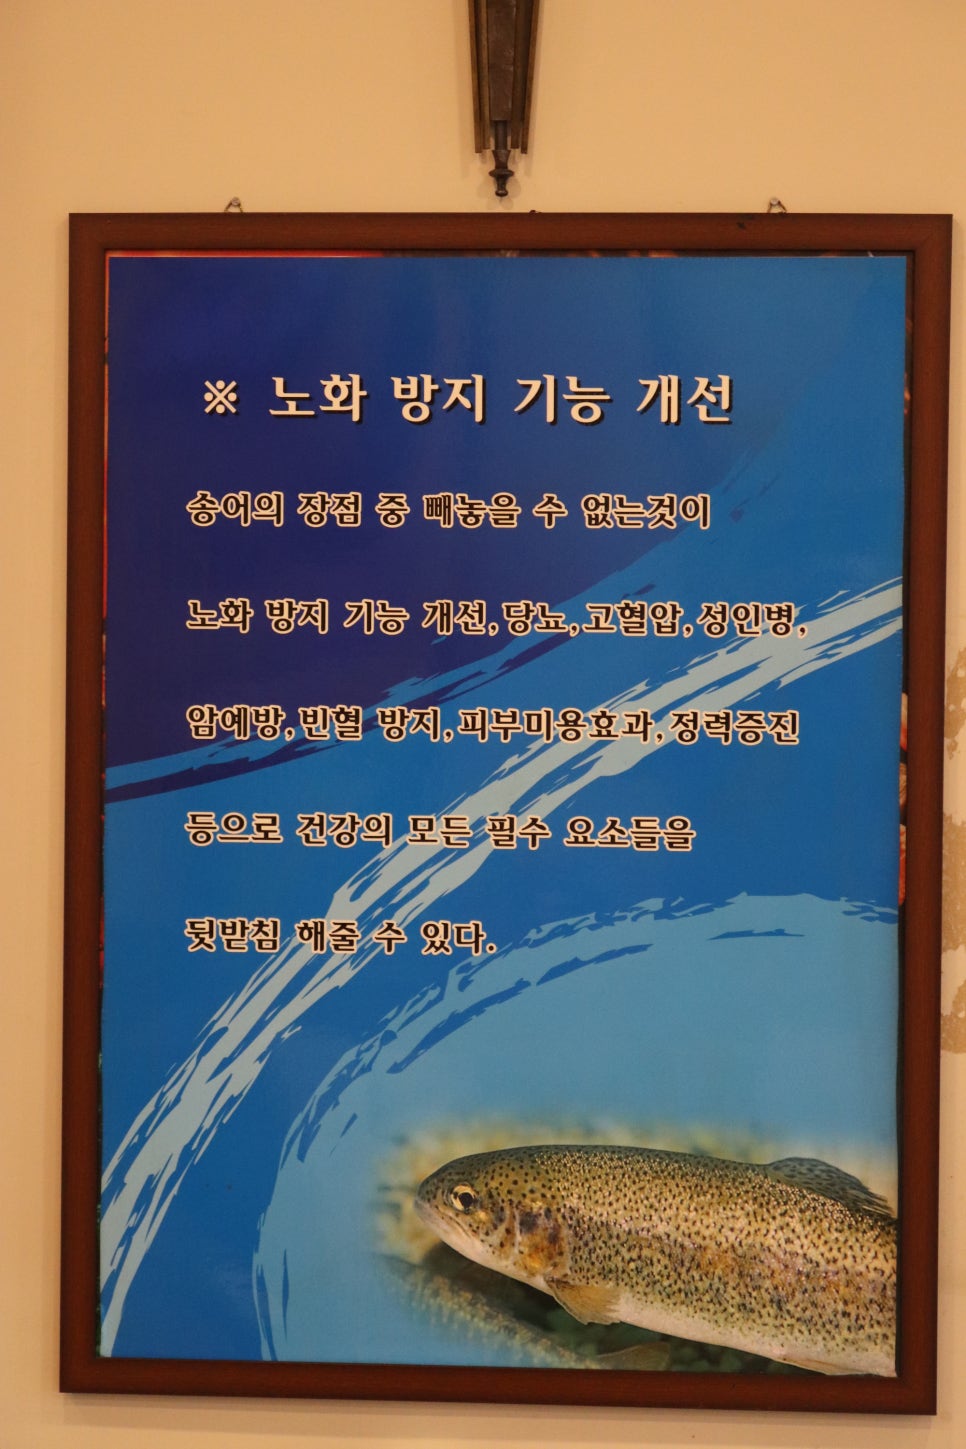 ※ 노화 방지 기능 개선
송어의 장점 중 빼놓을 수 없는것이
노화 방지 기능 개선,당뇨,고혈압,성인병,
암예방,빈혈 방지,피부미용효과,정력증진
등으로 건강의 모든 필수 요소들을
뒷받침 해줄 수 있다.